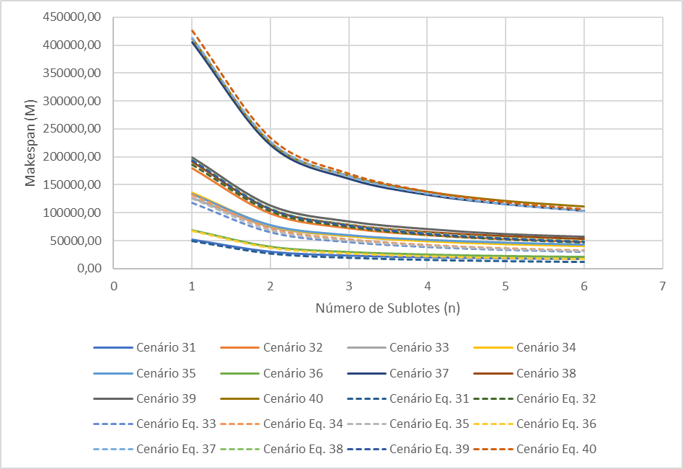 450000,00
400000,00
350000,00
300000,00
250000,00
200000,00
150000,00
100000,00
50000,00
0,00
Makespan (M)
0 1 2 3 4 5 6 7
Número de Sublotes (n)
Cenário 31 Cenário 32 Cenário 33 Cenário 34
Cenário 35 Cenário 36 Cenário 37 Cenário 38
Cenário 39 Cenário 40 Cenário Eq. 31 Cenário Eq. 32
Cenário Eq. 33 Cenário Eq. 34 Cenário Eq. 35 Cenário Eq. 36
Cenário Eq. 37 Cenário Eq. 38 Cenário Eq. 39 Cenário Eq. 40